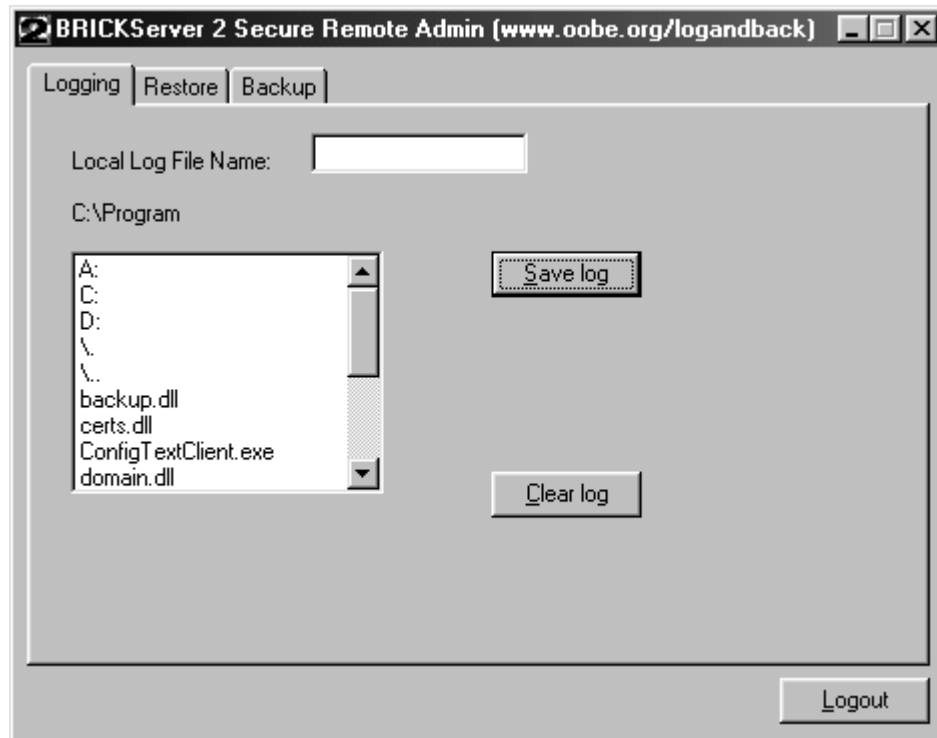 BRICKServer 2 Secure Remote Admin (www.oobe.org/logandback)
Logging Restore Backup
Local Log File Name:
C:\Program
A:
C:
D:
\.
\..
backup.dll
certs.dll
ConfigTextClient.exe
domain.dll
Save log
Clear log
Logout